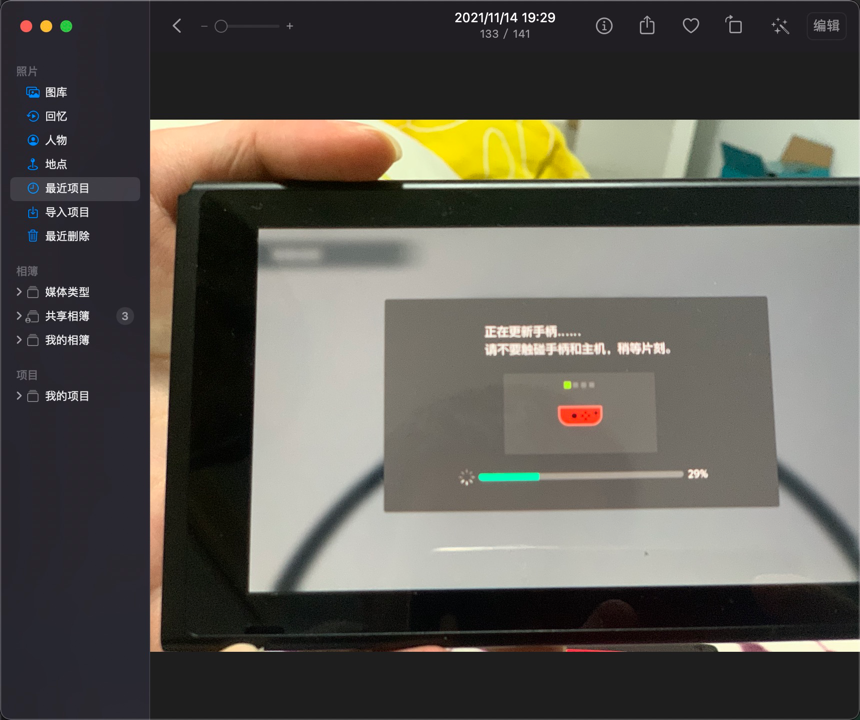 2021/11/14 19:29
133 / 141
编辑
照片
图库
回忆
人物
地点
最近项目
导入项目
最近删除
相簿
媒体类型
共享相簿 3
我的相簿
项目
我的项目
正在更新手柄……
请不要触碰手柄和主机，稍等片刻。
29%